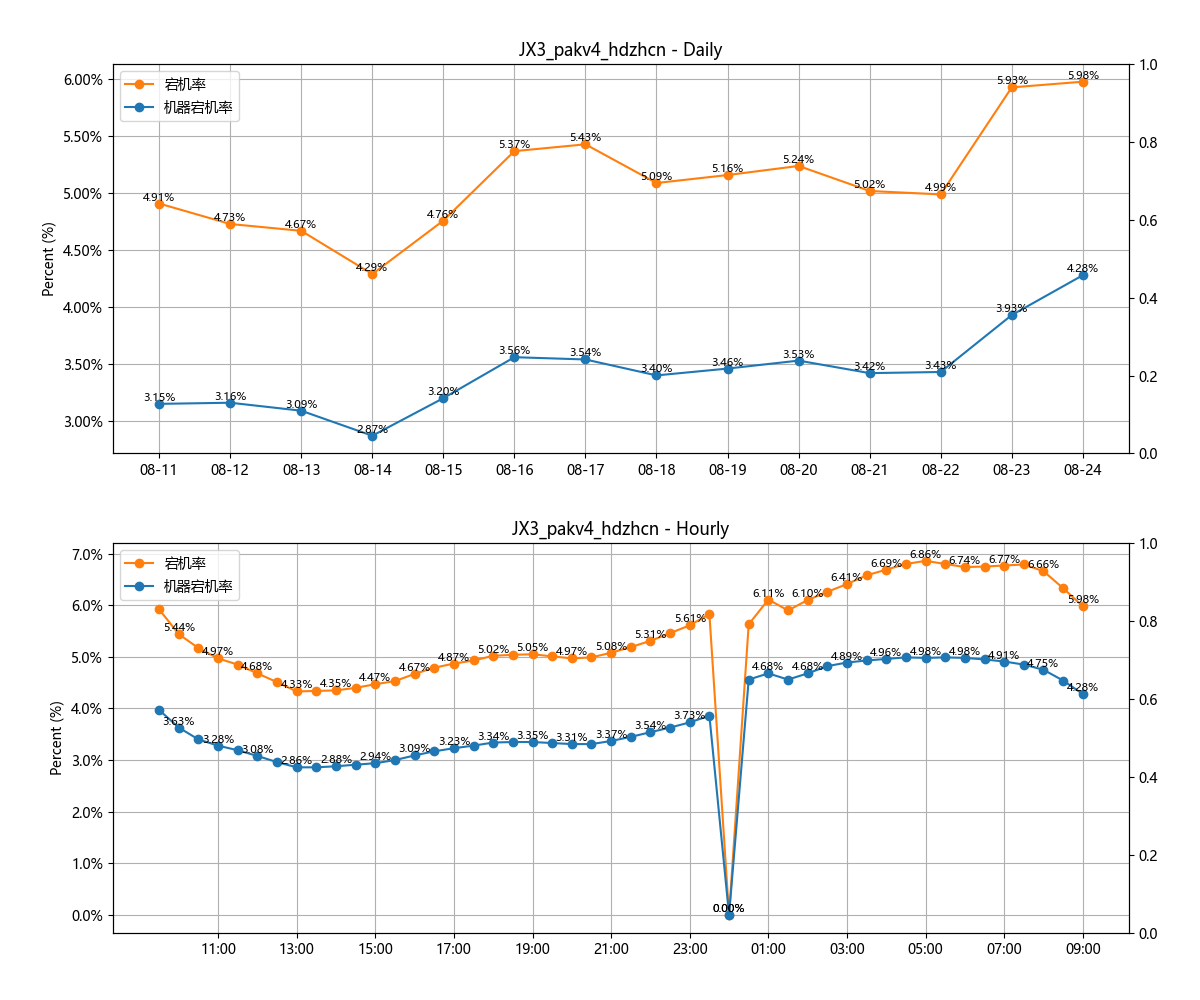 JX3_pakv4_hdzhcn - Daily
宕机率
机器宕机率
Percent (%)
6.00%
5.50%
5.00%
4.50%
4.00%
3.50%
3.00%
1.0
0.8
0.6
0.4
0.2
0.0
4.91% 4.73% 4.67% 4.29% 4.76% 5.37% 5.43% 5.09% 5.16% 5.24% 5.02% 4.99% 5.93% 5.98%
3.15% 3.16% 3.09% 2.87% 3.20% 3.56% 3.54% 3.40% 3.46% 3.53% 3.42% 3.43% 3.93% 4.28%
08-11 08-12 08-13 08-14 08-15 08-16 08-17 08-18 08-19 08-20 08-21 08-22 08-23 08-24
JX3_pakv4_hdzhcn - Hourly
宕机率
机器宕机率
Percent (%)
7.0%
6.0%
5.0%
4.0%
3.0%
2.0%
1.0%
0.0%
1.0
0.8
0.6
0.4
0.2
0.0
5.44% 4.97% 4.68% 4.33% 4.35% 4.47% 4.67% 4.87% 5.02% 5.05% 4.97% 5.08% 5.31% 5.61% 0.00% 6.11% 6.10% 6.41% 6.69% 6.86% 6.74% 6.77% 6.66% 5.98%
3.63% 3.28% 3.08% 2.86% 2.88% 2.94% 3.09% 3.23% 3.34% 3.35% 3.31% 3.37% 3.54% 3.73% 0.00% 4.68% 4.68% 4.89% 4.96% 4.98% 4.98% 4.91% 4.75% 4.28%
11:00 13:00 15:00 17:00 19:00 21:00 23:00 01:00 03:00 05:00 07:00 09:00